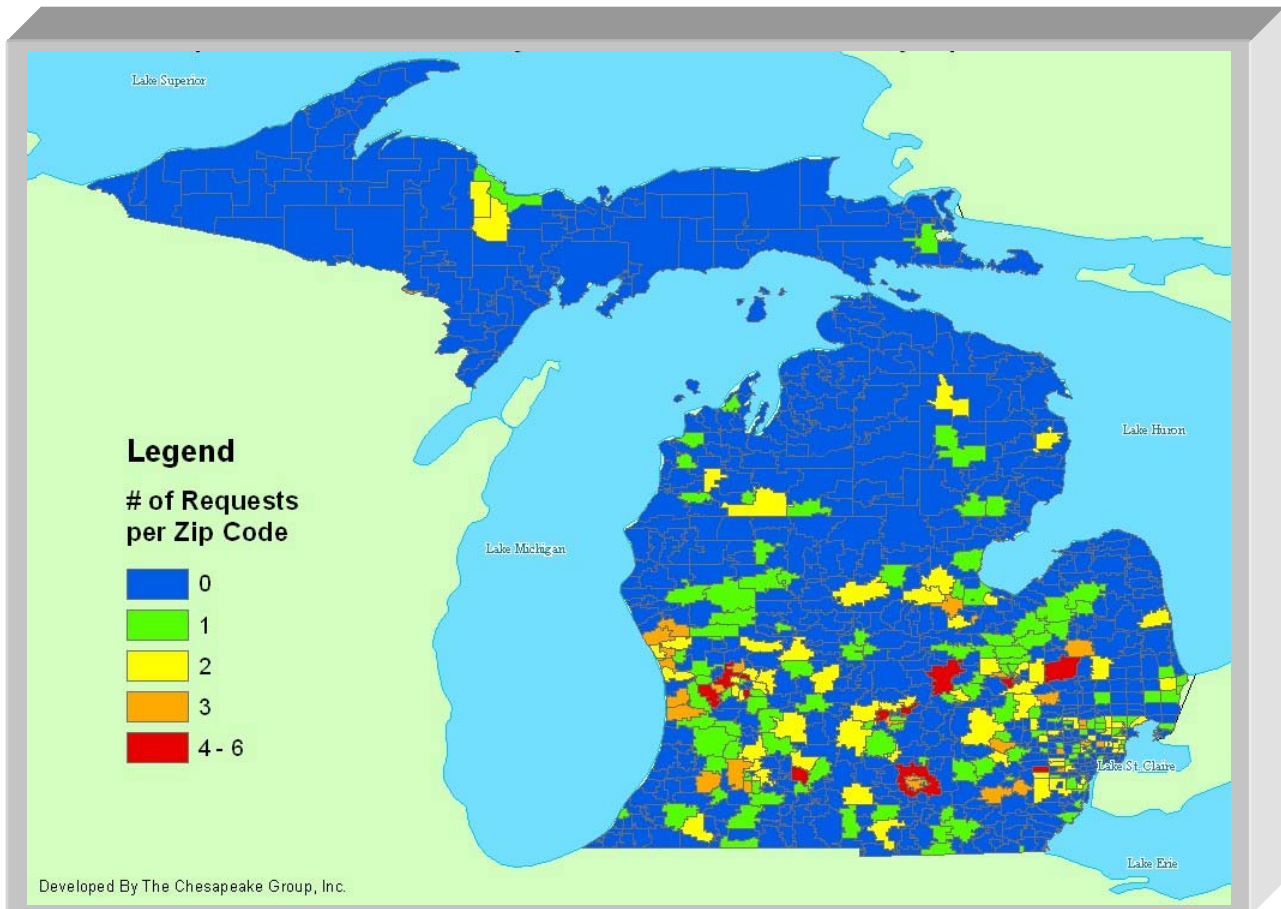 Lake Superior
Lake Huron
Legend
# of Requests
per Zip Code
Lake Michigan
0
1
2
3
4 - 6
Lake St. Claire
Lake Erie
Developed By The Chesapeake Group, Inc.